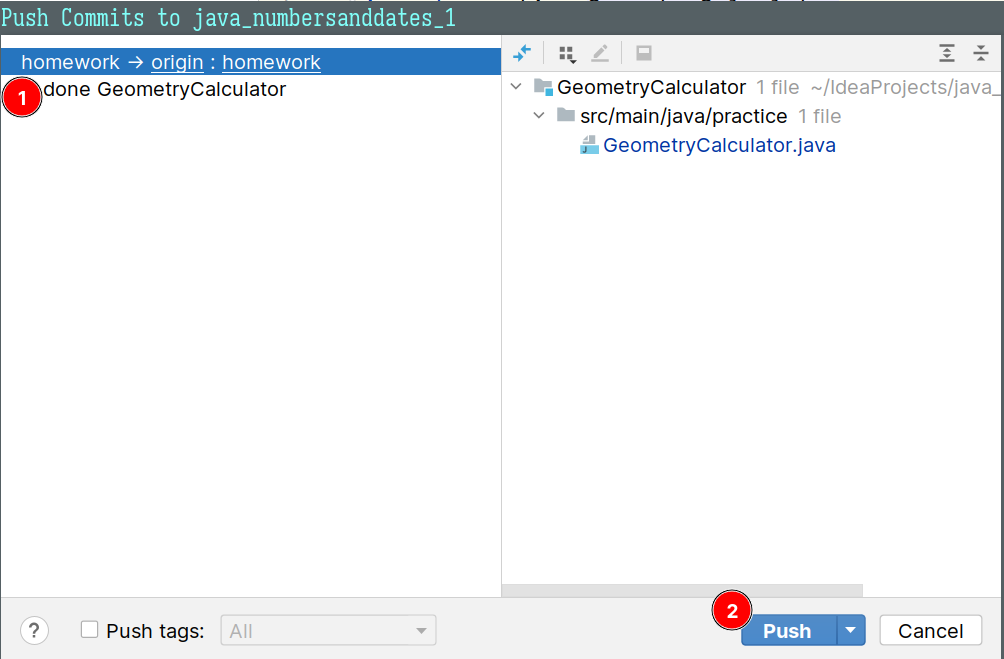 Push Commits to java_numbersanddates_1
homework → origin : homework
1 done GeometryCalculator
GeometryCalculator 1 file ~/IdeaProjects/java_
src/main/java/practice 1 file
GeometryCalculator.java
2
? Push tags: All Push Cancel